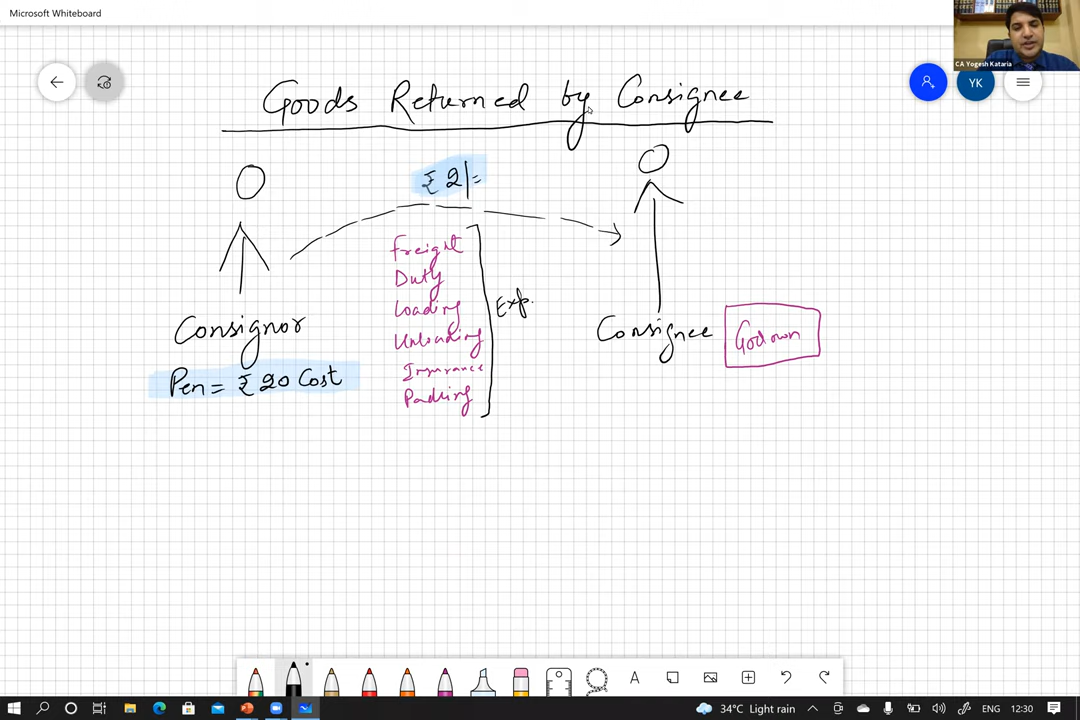 Microsoft Whiteboard
CA Yogesh Kataria
YK
Goods Returned by Consignee
₹ 2/=
Freight
Duty
Loading
Unloading
Insurance
Packing
Exp.
Consignor
Pen = ₹ 20 Cost
Consignee
Godown
A
34°C Light rain
ENG
12:30